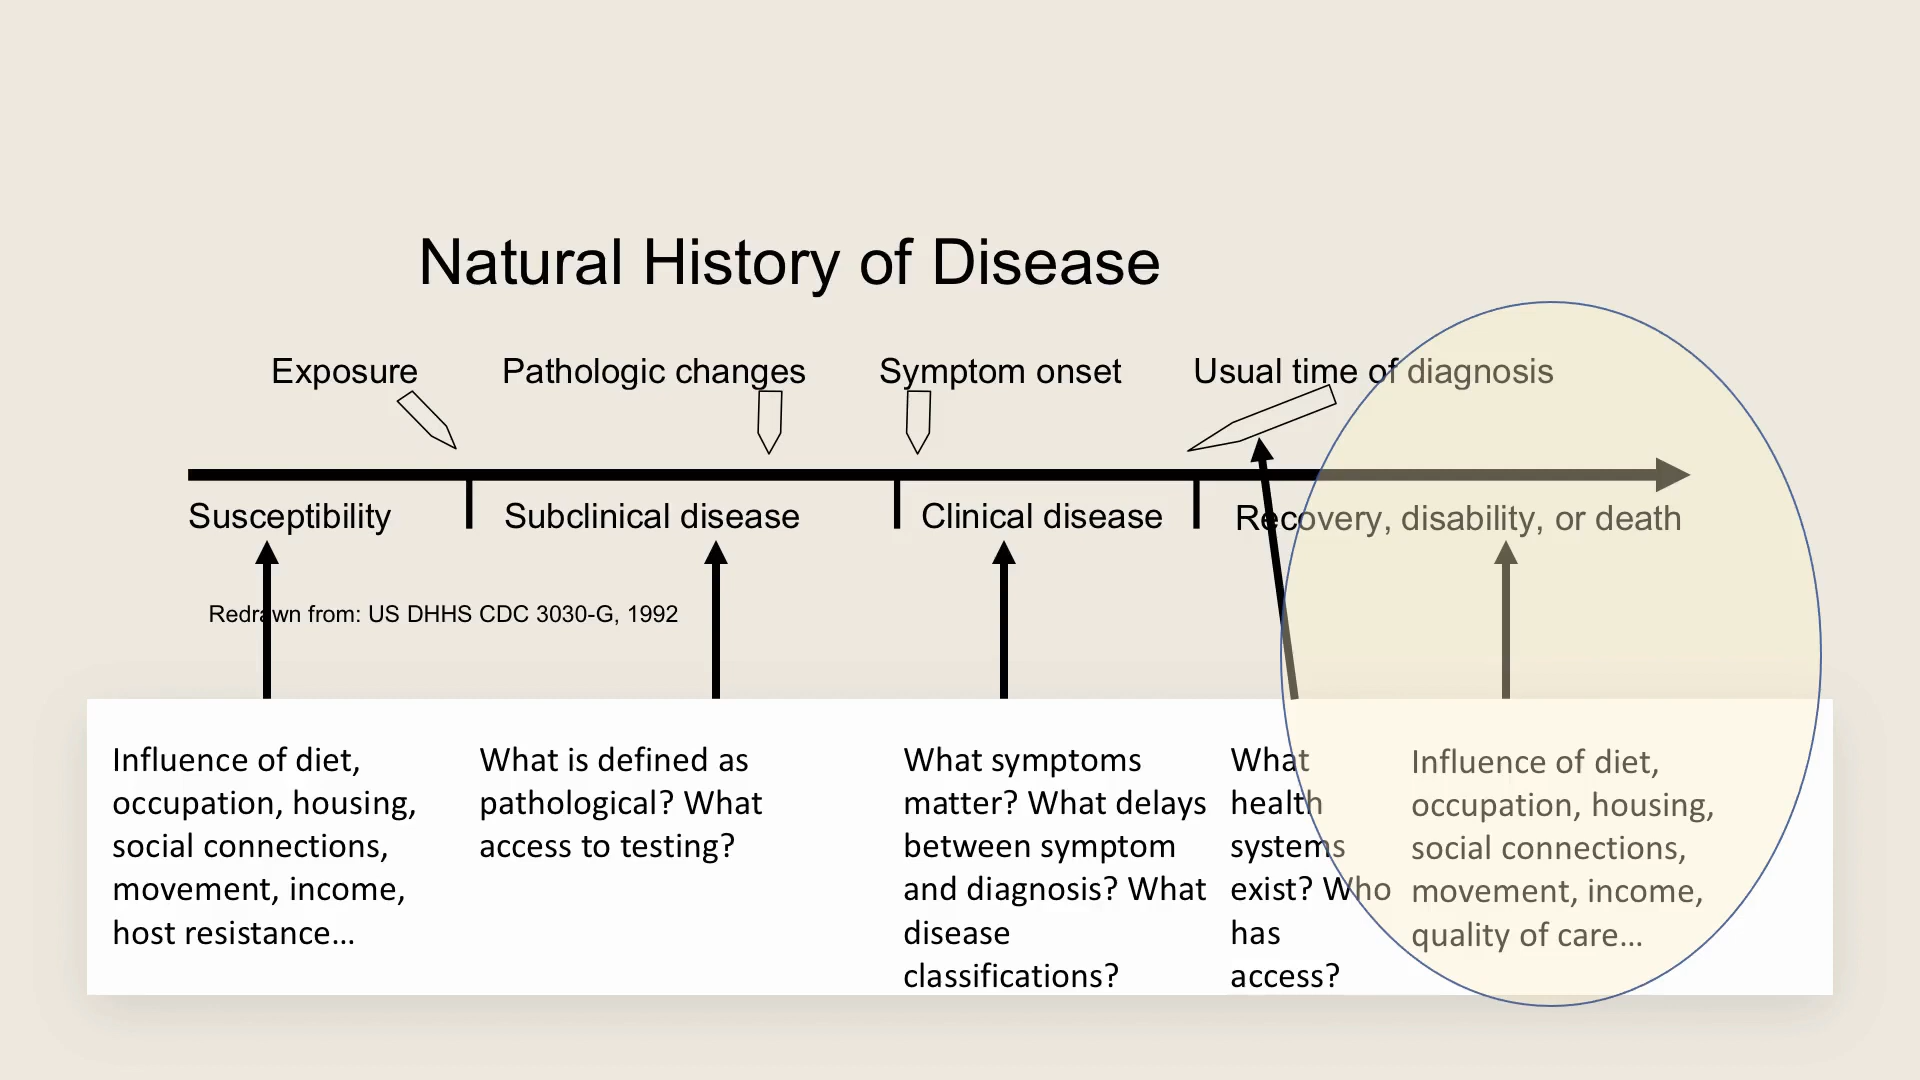 Natural History of Disease
Exposure
Pathologic changes
Symptom onset
Usual time of diagnosis
Susceptibility
Subclinical disease
Clinical disease
Recovery, disability, or death
Redrawn from: US DHHS CDC 3030-G, 1992
Influence of diet,
occupation, housing,
social connections,
movement, income,
host resistance…
What is defined as
pathological? What
access to testing?
What symptoms
matter? What delays
between symptom
and diagnosis? What
disease
classifications?
What
health
systems
exist? Who
has
access?
Influence of diet,
occupation, housing,
social connections,
movement, income,
quality of care…